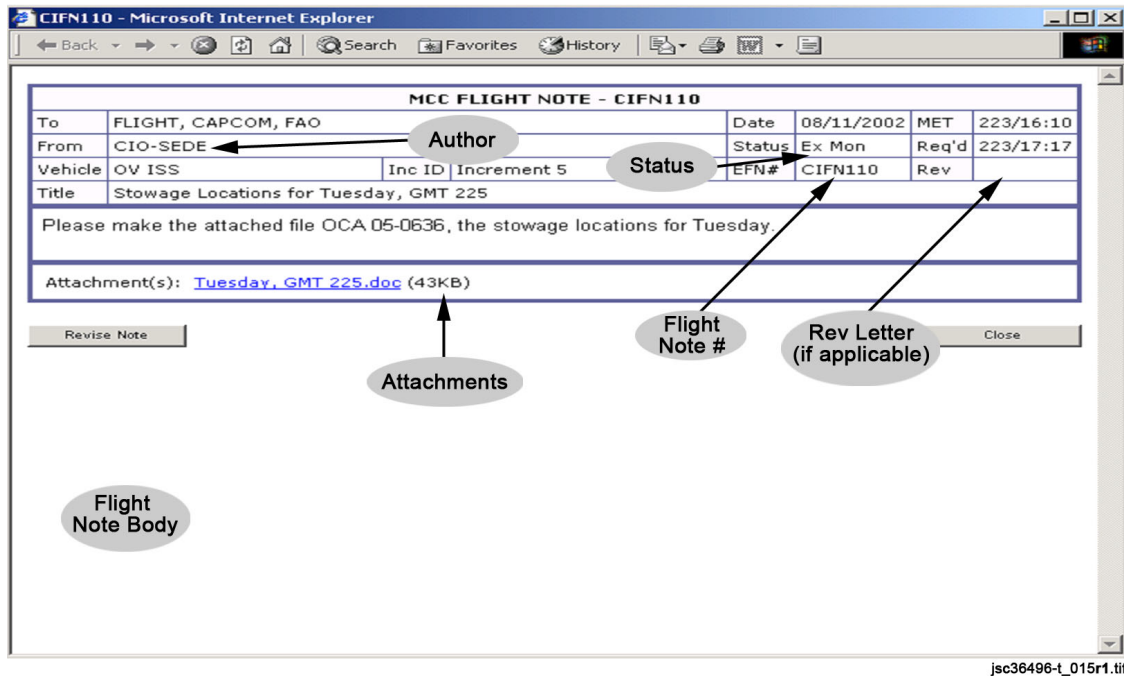 CIFN110 - Microsoft Internet Explorer
Back Search Favorites History
MCC FLIGHT NOTE - CIFN110
To FLIGHT, CAPCOM, FAO Date 08/11/2002 MET 223/16:10
From CIO-SEDE Author Status Status Ex Mon Req'd 223/17:17
Vehicle OV ISS Inc ID Increment 5 EFN# CIFN110 Rev
Title Stowage Locations for Tuesday, GMT 225
Please make the attached file OCA 05-0636, the stowage locations for Tuesday.
Attachment(s): Tuesday, GMT 225.doc (43KB)
Revise Note
Flight
Note #
Rev Letter
(if applicable)
Close
Attachments
Flight
Note Body
jsc36496-t_015r1.tif